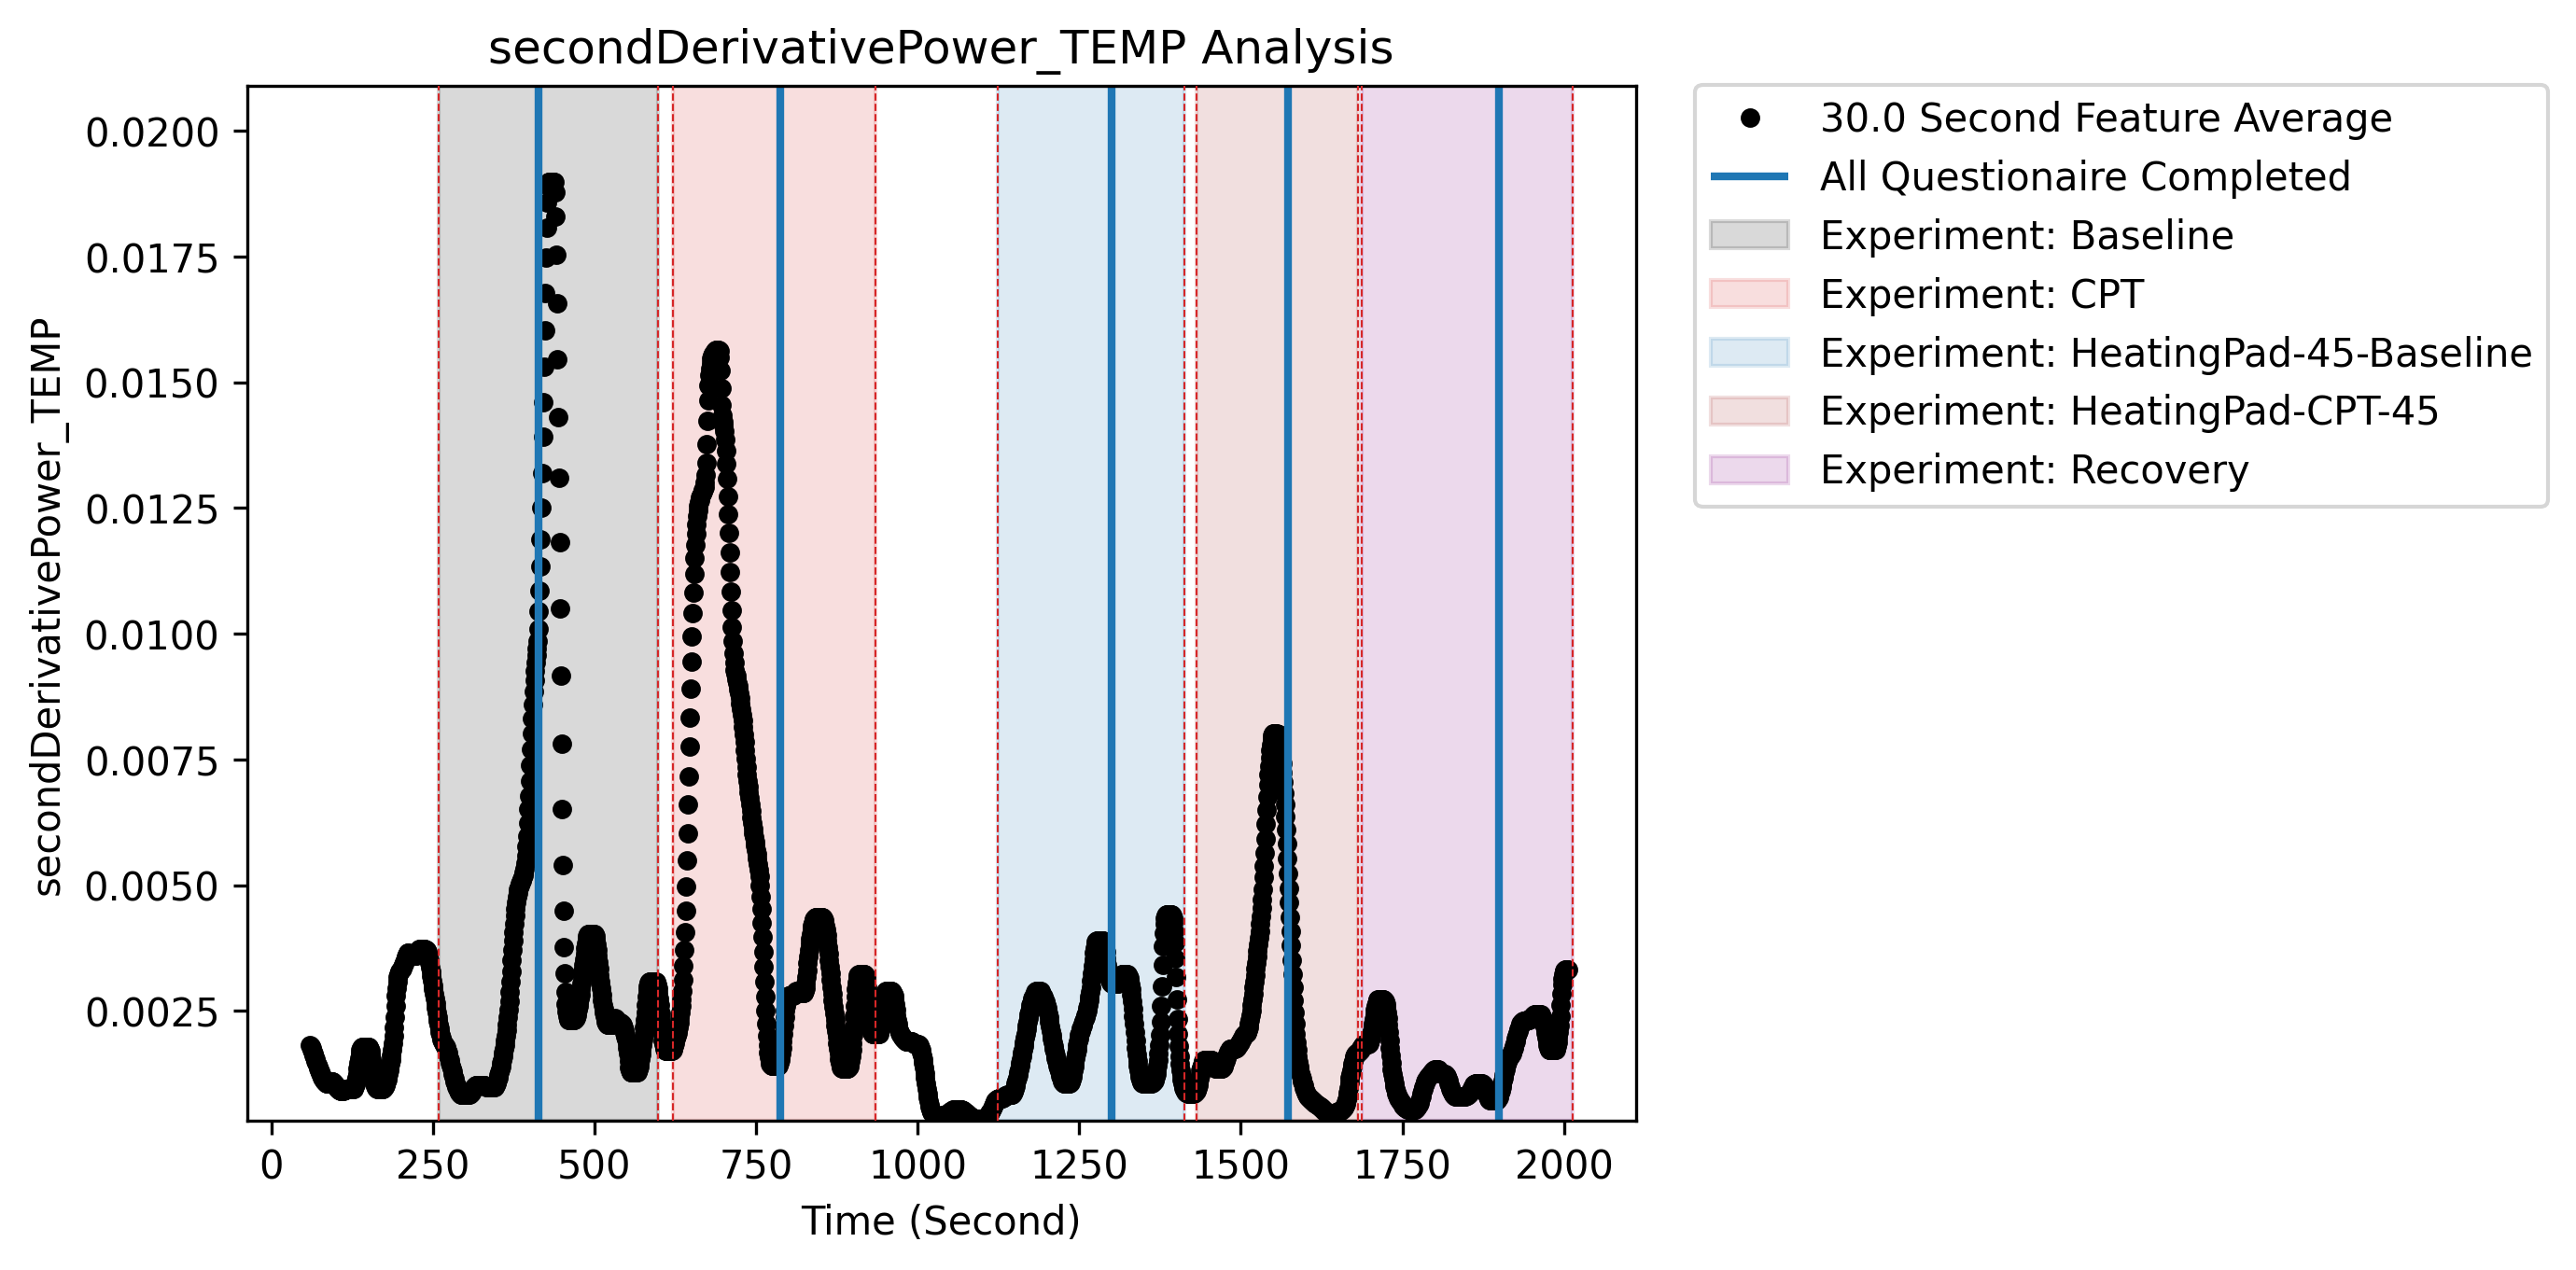 secondDerivativePower_TEMP Analysis
secondDerivativePower_TEMP
0.0200
0.0175
0.0150
0.0125
0.0100
0.0075
0.0050
0.0025
0 250 500 750 1000 1250 1500 1750 2000
Time (Second)
30.0 Second Feature Average
All Questionaire Completed
Experiment: Baseline
Experiment: CPT
Experiment: HeatingPad-45-Baseline
Experiment: HeatingPad-CPT-45
Experiment: Recovery